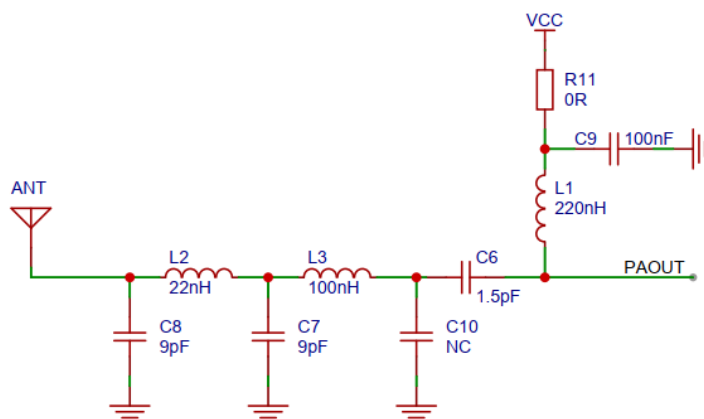 VCC
R11
0R
C9
100nF
ANT
L1
220nH
L2
22nH
L3
100nH
C6
1.5pF
PAOUT
C8
9pF
C7
9pF
C10
NC